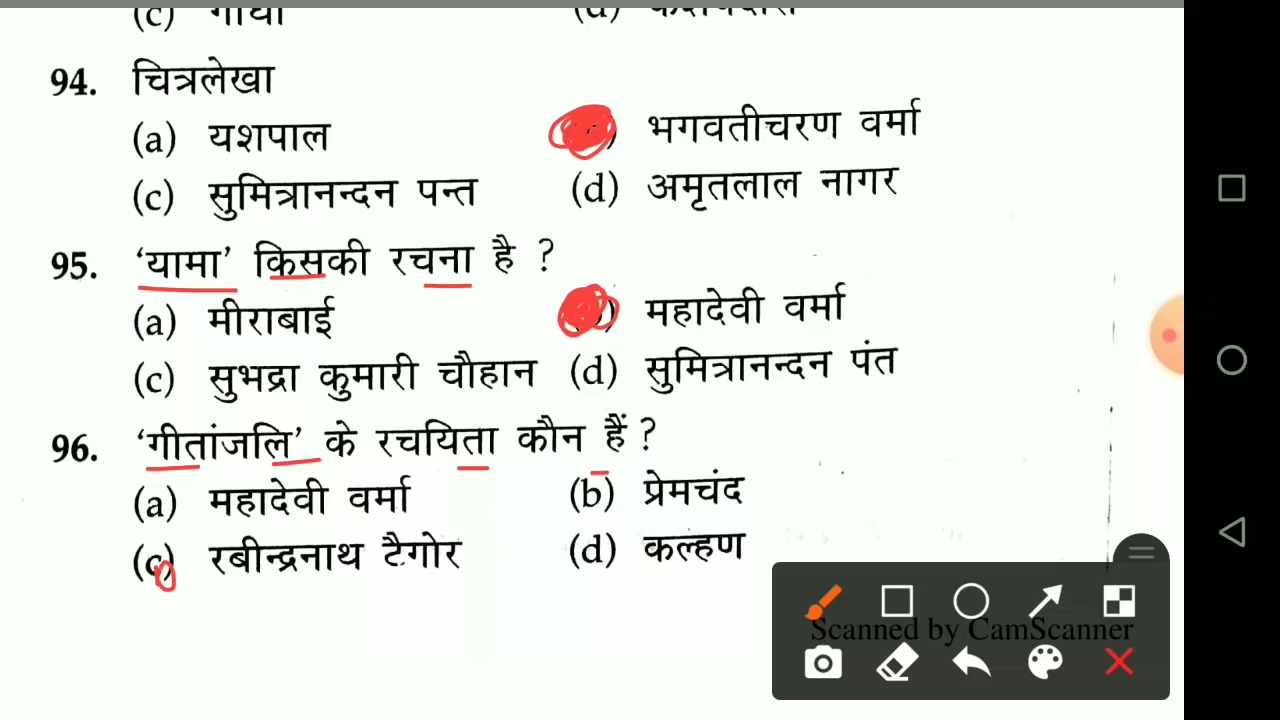 (c) गांधी
94. चित्रलेखा
(a) यशपाल भगवतीचरण वर्मा
(c) सुमित्रानन्दन पन्त (d) अमृतलाल नागर
95. ‘यामा’ किसकी रचना है ?
(a) मीराबाई महादेवी वर्मा
(c) सुभद्रा कुमारी चौहान (d) सुमित्रानन्दन पंत
96. ‘गीतांजलि’ के रचयिता कौन हैं ?
(a) महादेवी वर्मा (b) प्रेमचंद
(c) रबीन्द्रनाथ टैगोर (d) कल्हण
Scanned by CamScanner